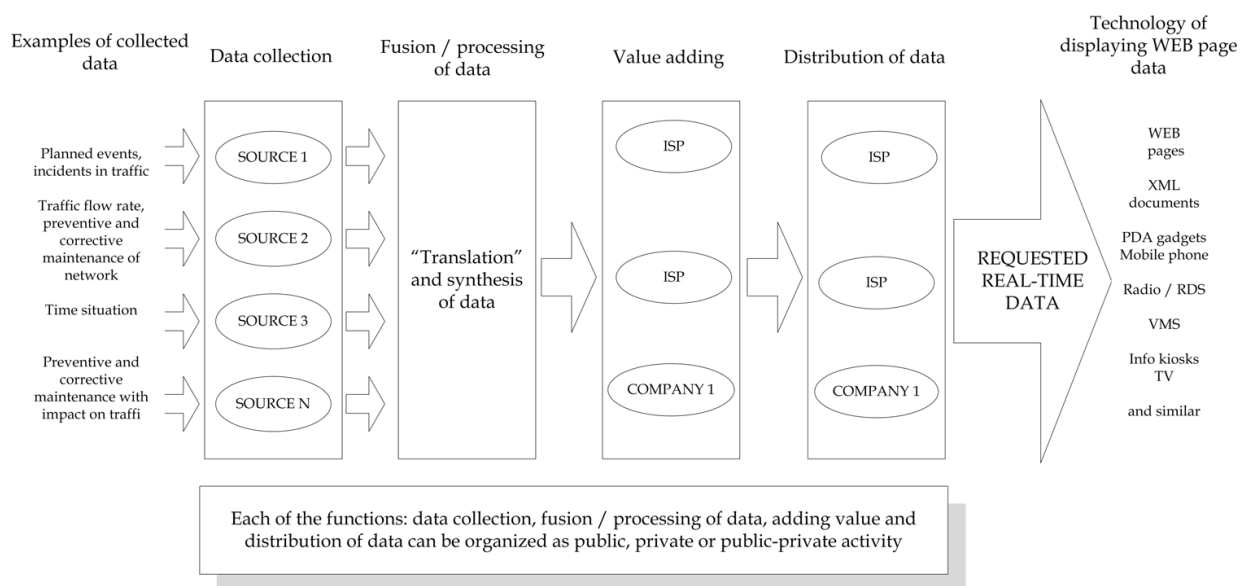 Examples of collected
data
Data collection
Fusion / processing
of data
Value adding
Distribution of data
Technology of
displaying WEB page
data
Planned events,
incidents in traffic
Traffic flow rate,
preventive and
corrective
maintenance of
network
Time situation
Preventive and
corrective
maintenance with
impact on traffi
SOURCE 1
SOURCE 2
SOURCE 3
SOURCE N
“Translation”
and synthesis
of data
ISP
ISP
COMPANY 1
ISP
ISP
COMPANY 1
REQUESTED
REAL-TIME
DATA
WEB
pages
XML
documents
PDA gadgets
Mobile phone
Radio / RDS
VMS
Info kiosks
TV
and similar
Each of the functions: data collection, fusion / processing of data, adding value and
distribution of data can be organized as public, private or public-private activity